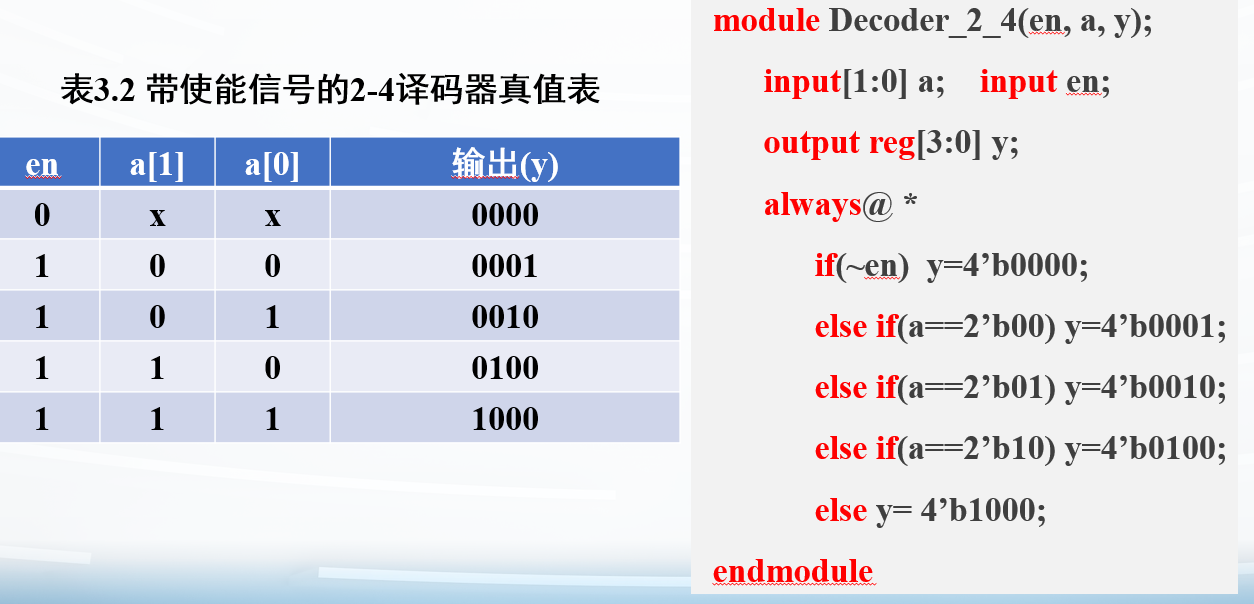 表3.2 带使能信号的2-4译码器真值表
en a[1] a[0] 输出(y)
0 x x 0000
1 0 0 0001
1 0 1 0010
1 1 0 0100
1 1 1 1000
module Decoder_2_4(en, a, y);
input[1:0] a; input en;
output reg[3:0] y;
always@ *
if(~en) y=4’b0000;
else if(a==2’b00) y=4’b0001;
else if(a==2’b01) y=4’b0010;
else if(a==2’b10) y=4’b0100;
else y= 4’b1000;
endmodule